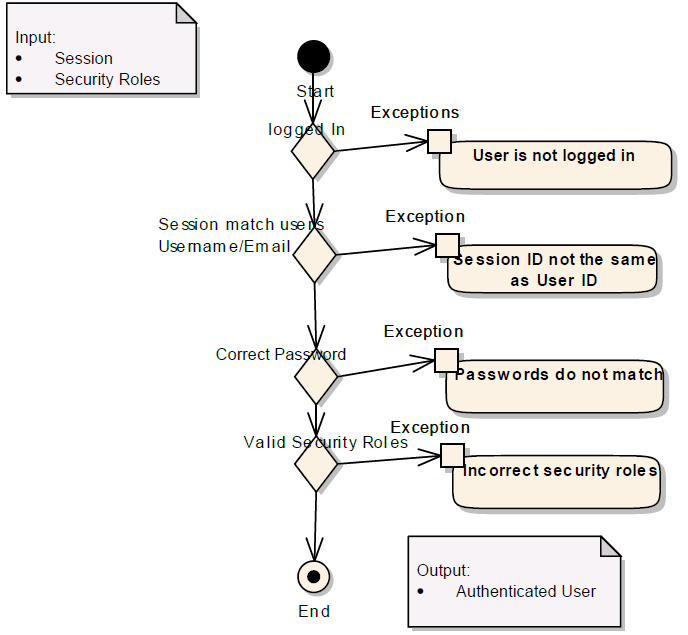 Input:
• Session
• Security Roles
Start
logged In
Exceptions
User is not logged in
Session match users
Username/Email
Exception
Session ID not the same
as User ID
Correct Password
Exception
Passwords do not match
Valid Security Roles
Exception
Incorrect security roles
Output:
• Authenticated User
End